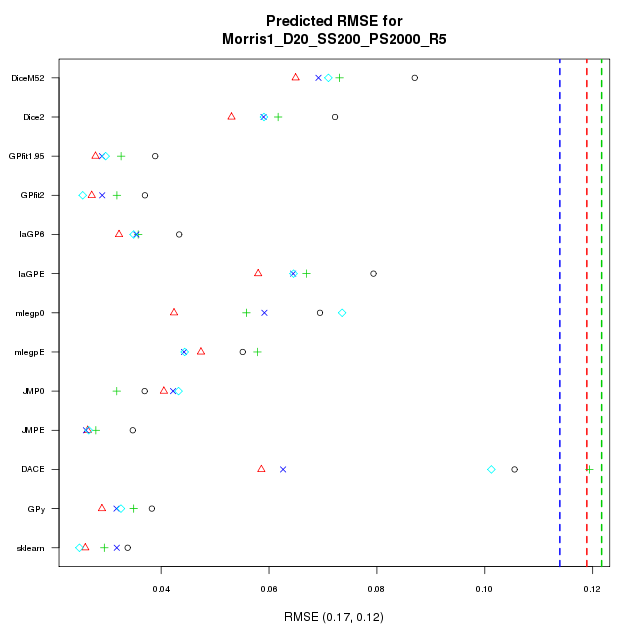 Predicted RMSE for
Morris1_D20_SS200_PS2000_R5
DiceM52
Dice2
GPfit1.95
GPfit2
laGP6
laGPE
mlegp0
mlegpE
JMP0
JMPE
DACE
GPy
sklearn
0.04 0.06 0.08 0.10 0.12
RMSE (0.17, 0.12)